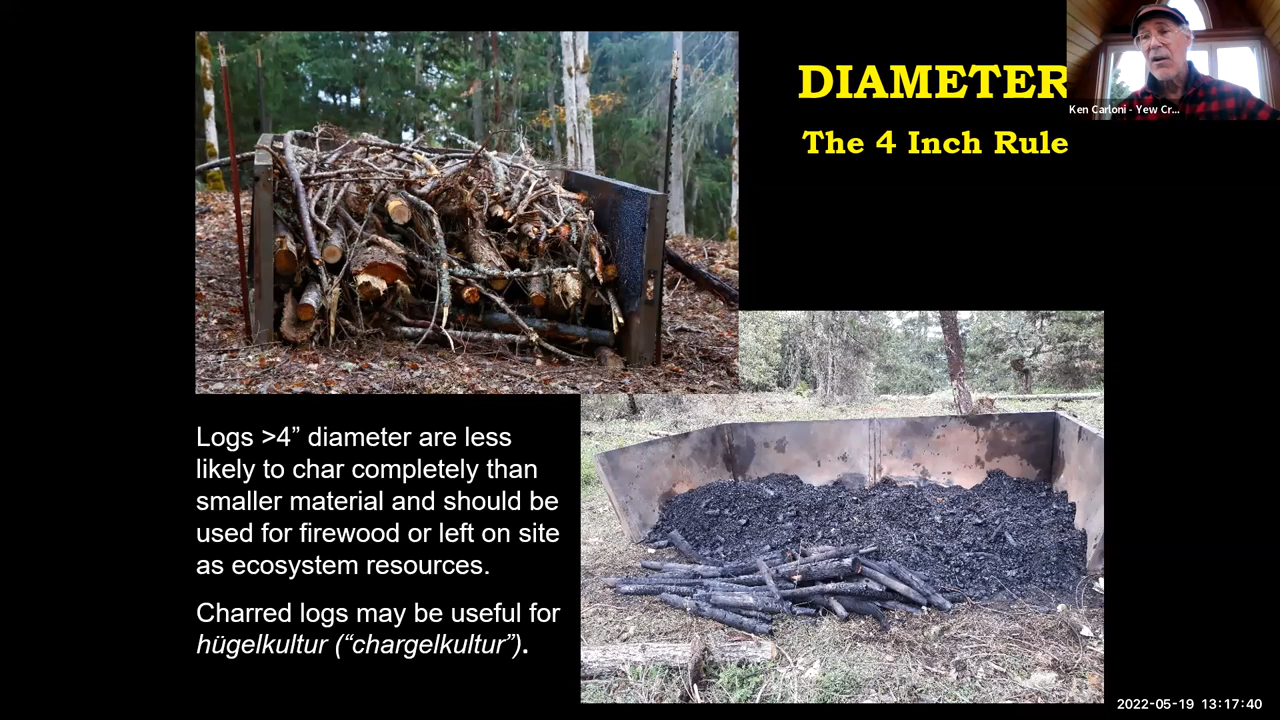 DIAMETER
The 4 Inch Rule
Ken Carloni - Yew Cr...
Logs >4” diameter are less
likely to char completely than
smaller material and should be
used for firewood or left on site
as ecosystem resources.
Charred logs may be useful for
hügelkultur (“chargelkultur”).
2022-05-19 13:17:40